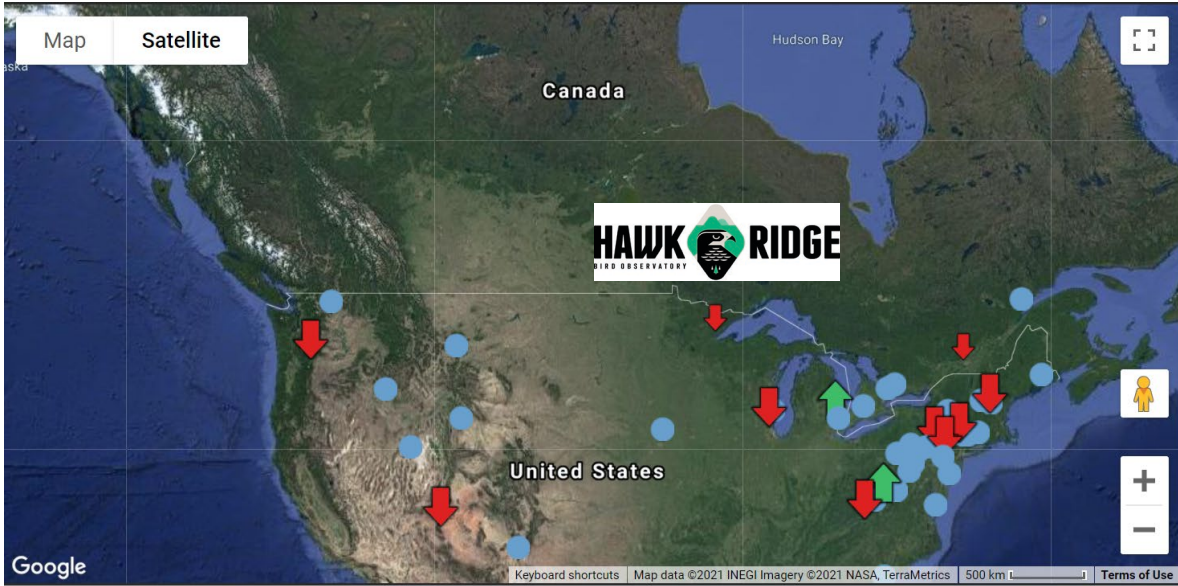 Map
Satellite
aska
Hudson Bay
Canada
HAWK RIDGE
BIRD OBSERVATORY
United States
Google
Keyboard shortcuts
Map data ©2021 INEGI Imagery ©2021 NASA, TerraMetrics
500 km
Terms of Use